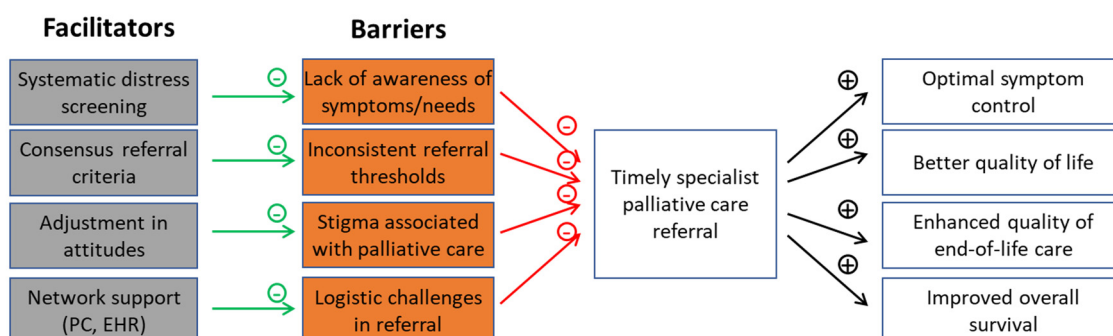 Facilitators
Barriers
Systematic distress
screening
Lack of awareness of
symptoms/needs
Consensus referral
criteria
Inconsistent referral
thresholds
Adjustment in
attitudes
Stigma associated
with palliative care
Network support
(PC, EHR)
Logistic challenges
in referral
Timely specialist
palliative care
referral
Optimal symptom
control
Better quality of life
Enhanced quality of
end-of-life care
Improved overall
survival